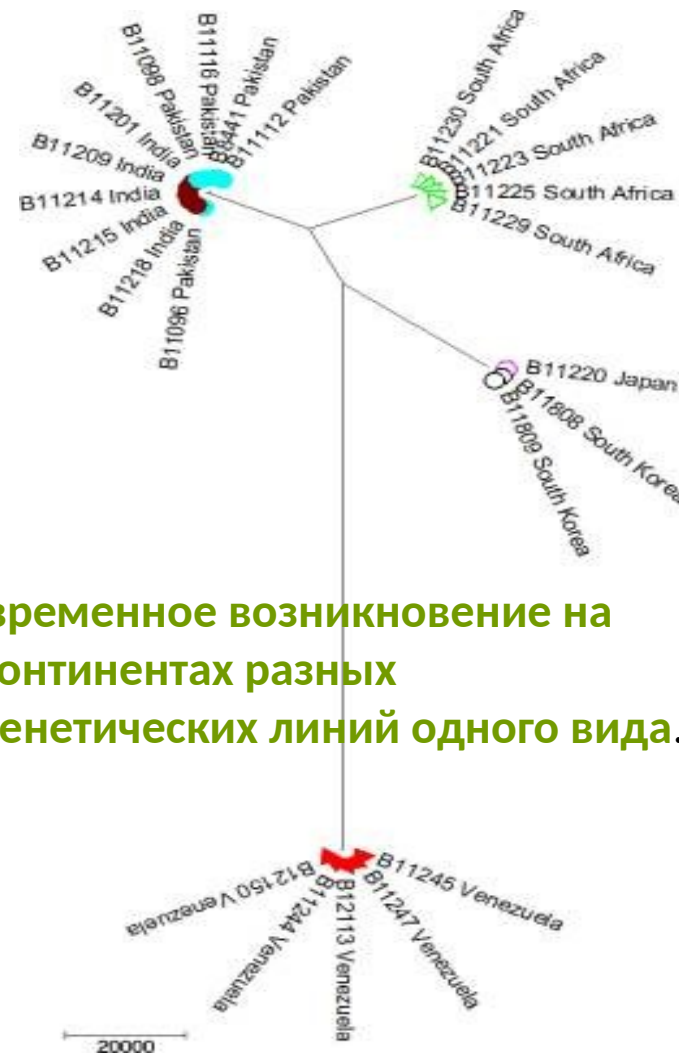 B11116 Pakistan
B11098 Pakistan
B8441 Pakistan
B11112 Pakistan
B11201 India
B11209 India
B11214 India
B11215 India
B11218 India
B11096 Pakistan
B11230 South Africa
B11221 South Africa
B11223 South Africa
B11225 South Africa
B11229 South Africa
B11220 Japan
B11808 South Korea
B11809 South Korea
временное возникновение на
онтинентах разных
енетических линий одного вида.
B12150 Venezuela
B11244 Venezuela
B12113 Venezuela
B11247 Venezuela
B11245 Venezuela
20000